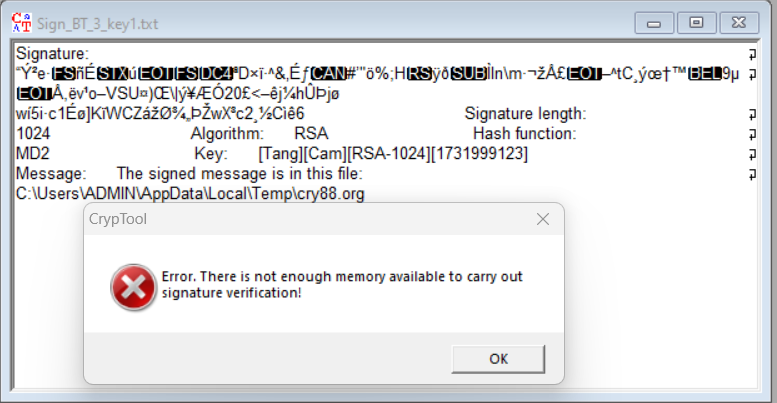 Sign_BT_3_key1.txt
Signature:
“Ý²e·FSñÉSTXúEOTFSDC4ªD×ï·^&‚ÉƒCAN#'”ö%;HRSÿðSUBÌln\m·¬žÂ£EOT–^tC¸ýœ†™BEL9µ
EOTÅ‚ëv¹o–VSU¤)Œ\|ý¥ÆÓ20£<–êj¼hÛÞjø
wí5i·c1Éø]KïWCZážØ¾„ÞŽwX³c2¸½Cìê6 Signature length:
1024 Algorithm: RSA Hash function:
MD2 Key: [Tang][Cam][RSA-1024][1731999123]
Message: The signed message is in this file:
C:\Users\ADMIN\AppData\Local\Temp\cry88.org
CrypTool
Error. There is not enough memory available to carry out
signature verification!
OK